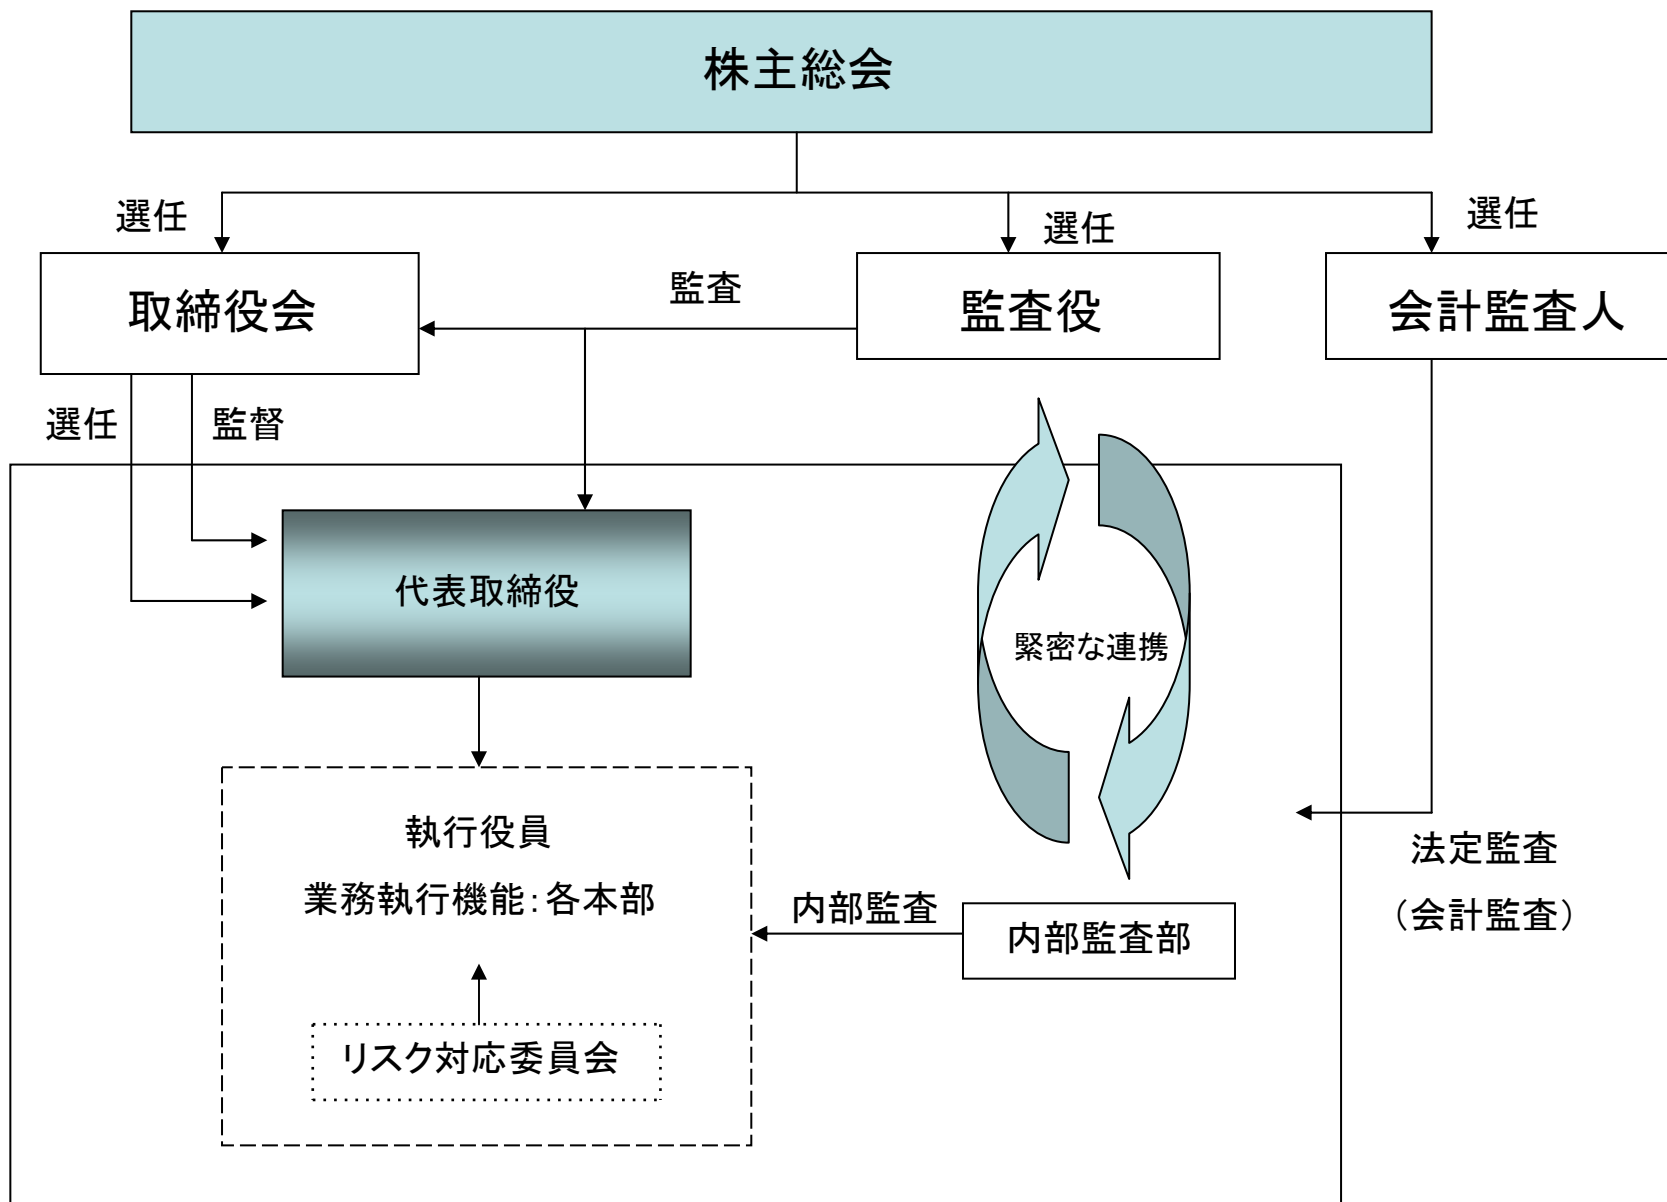 株主総会
選任
選任
選任
取締役会
監査
監査役
会計監査人
選任
監督
代表取締役
緊密な連携
執行役員
業務執行機能：各本部
内部監査
内部監査部
法定監査
（会計監査）
リスク対応委員会